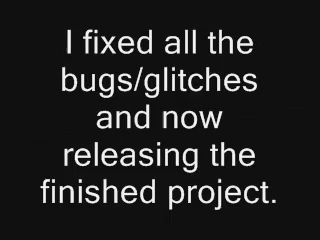 I fixed all the
bugs/glitches
and now
releasing the
finished project.